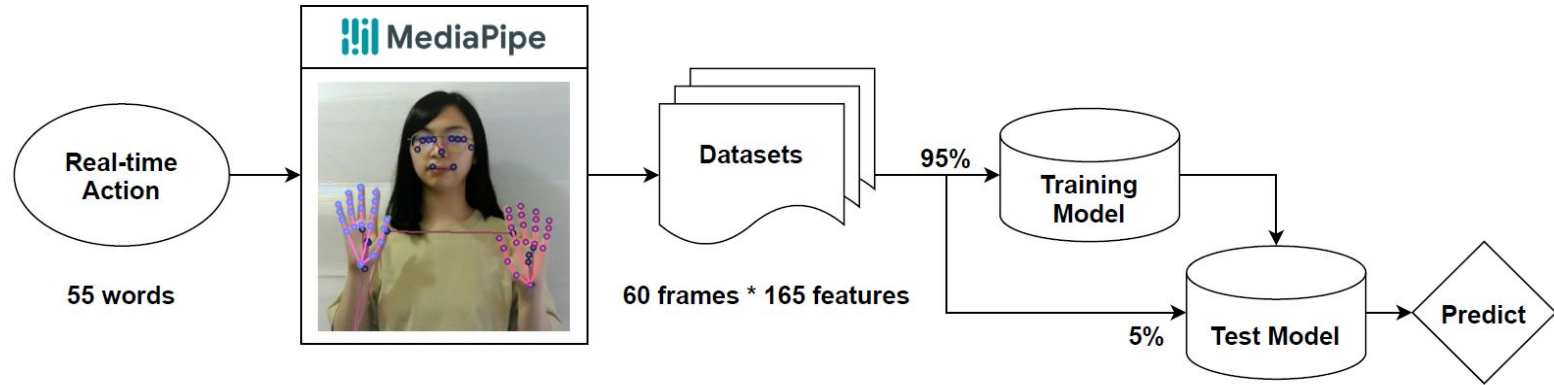 Real-time
Action
55 words
MediaPipe
Datasets
60 frames * 165 features
95%
Training
Model
5%
Test Model
Predict